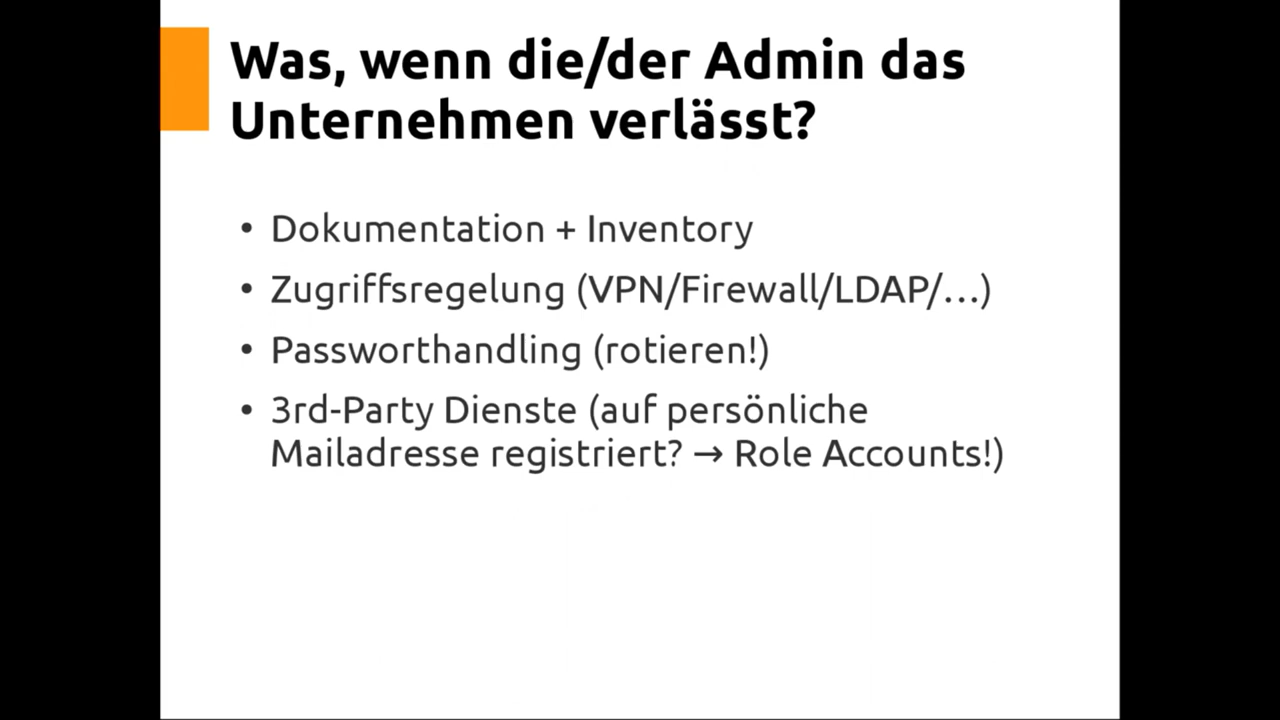 Was, wenn die/der Admin das
Unternehmen verlässt?
• Dokumentation + Inventory
• Zugriffsregelung (VPN/Firewall/LDAP/…)
• Passworthandling (rotieren!)
• 3rd-Party Dienste (auf persönliche
Mailadresse registriert? → Role Accounts!)